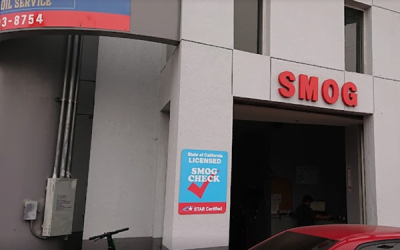 OIL SERVICE
3-8754
SMOG
State of California
LICENSED
SMOG
CHECK
STAR Certified